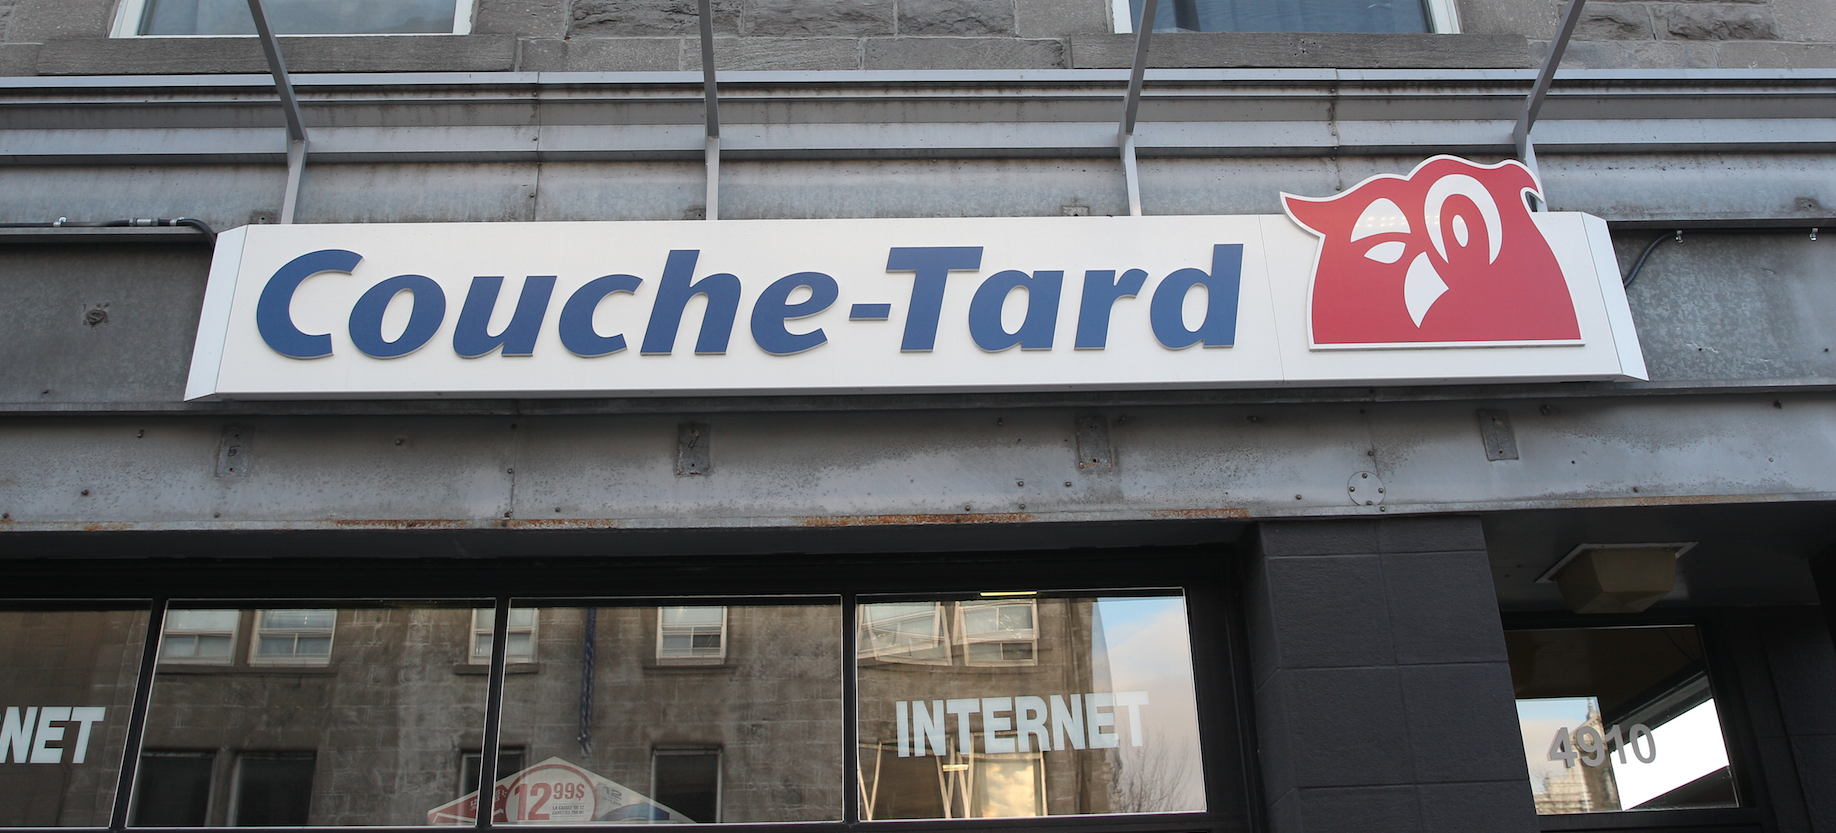 Couche-Tard
NET
INTERNET
4910
12 99$